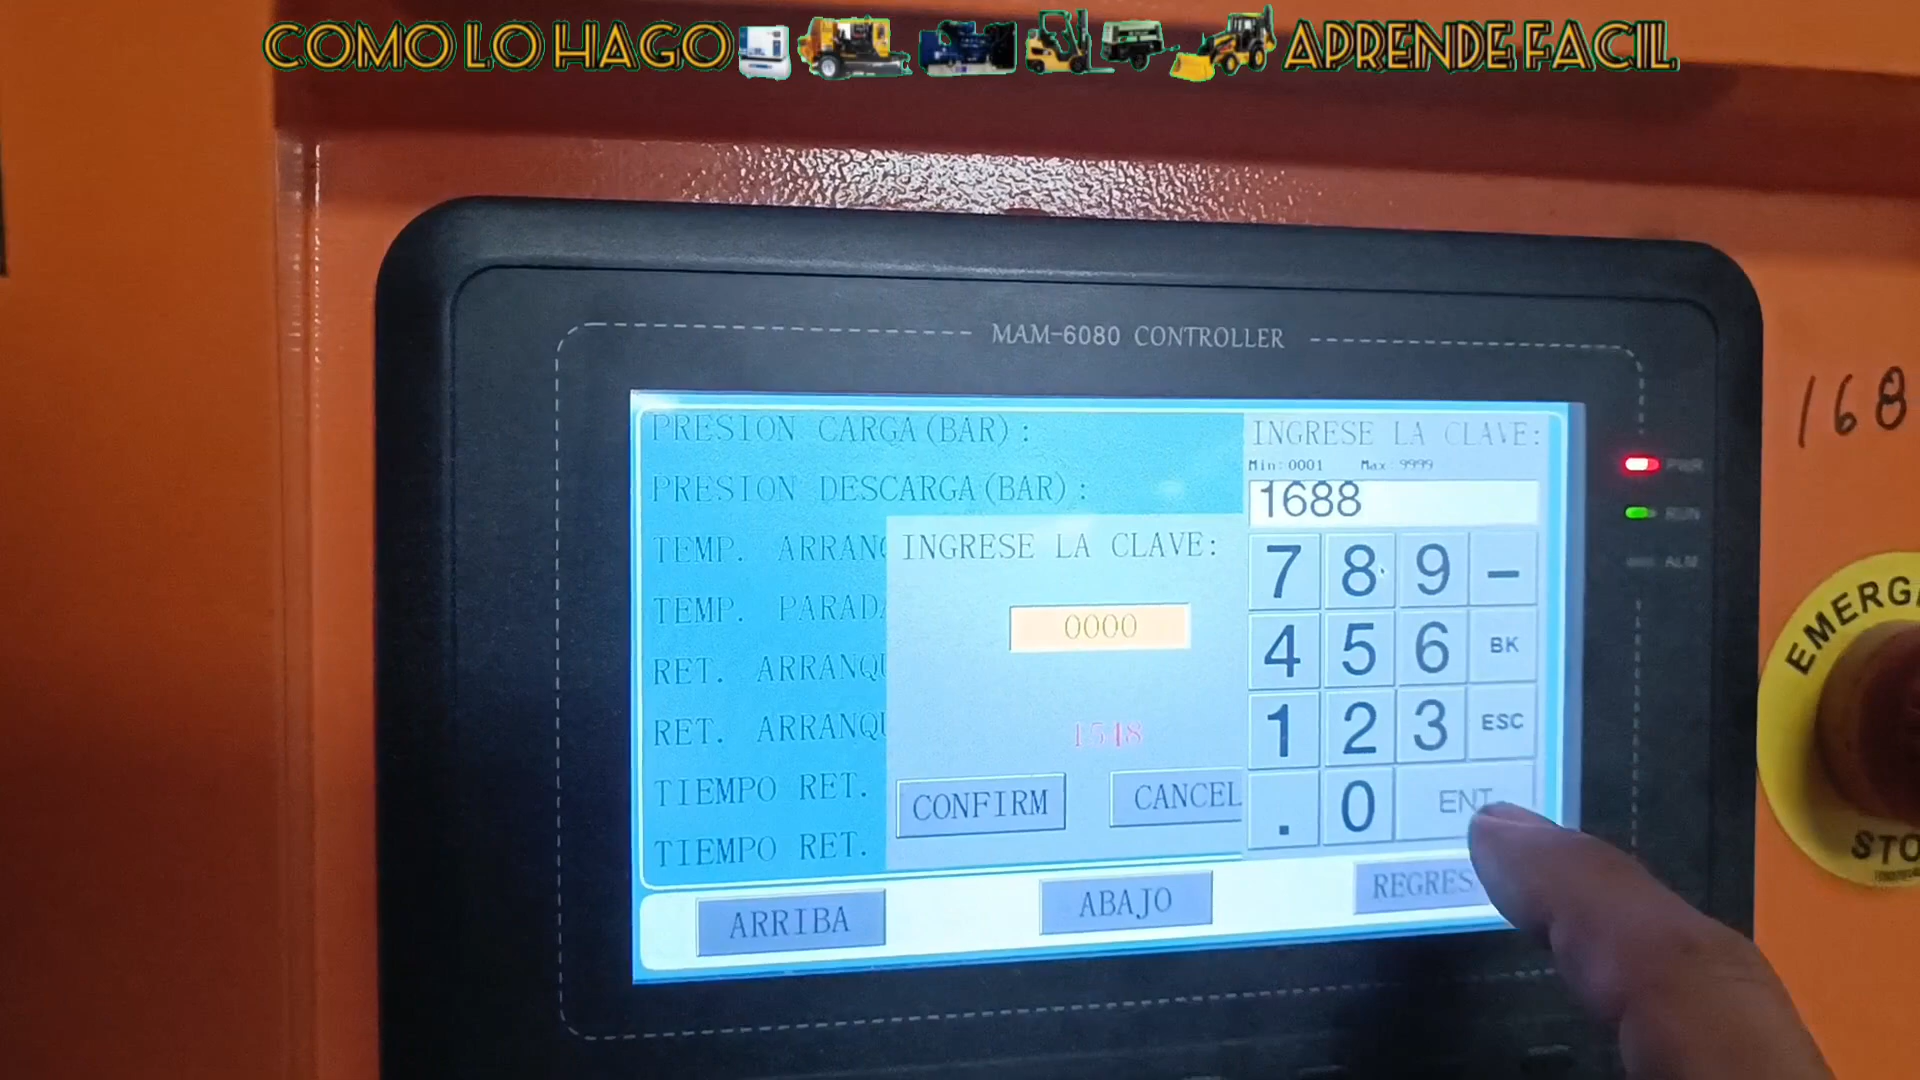 COMO LO HAGO APRENDE FACIL
MAM-6080 CONTROLLER
168
PRESION CARGA(BAR):
PRESION DESCARGA(BAR):
TEMP. ARRANQ
TEMP. PARADA
RET. ARRANQU
RET. ARRANQU
TIEMPO RET.
TIEMPO RET.
INGRESE LA CLAVE:
0000
1548
CONFIRM CANCEL
INGRESE LA CLAVE:
Min:0001 Max:9999
1688
7 8 9 -
4 5 6 BK
1 2 3 ESC
. 0 ENT
ARRIBA ABAJO REGRES
PWR
RUN
ALM
EMERGE
STO